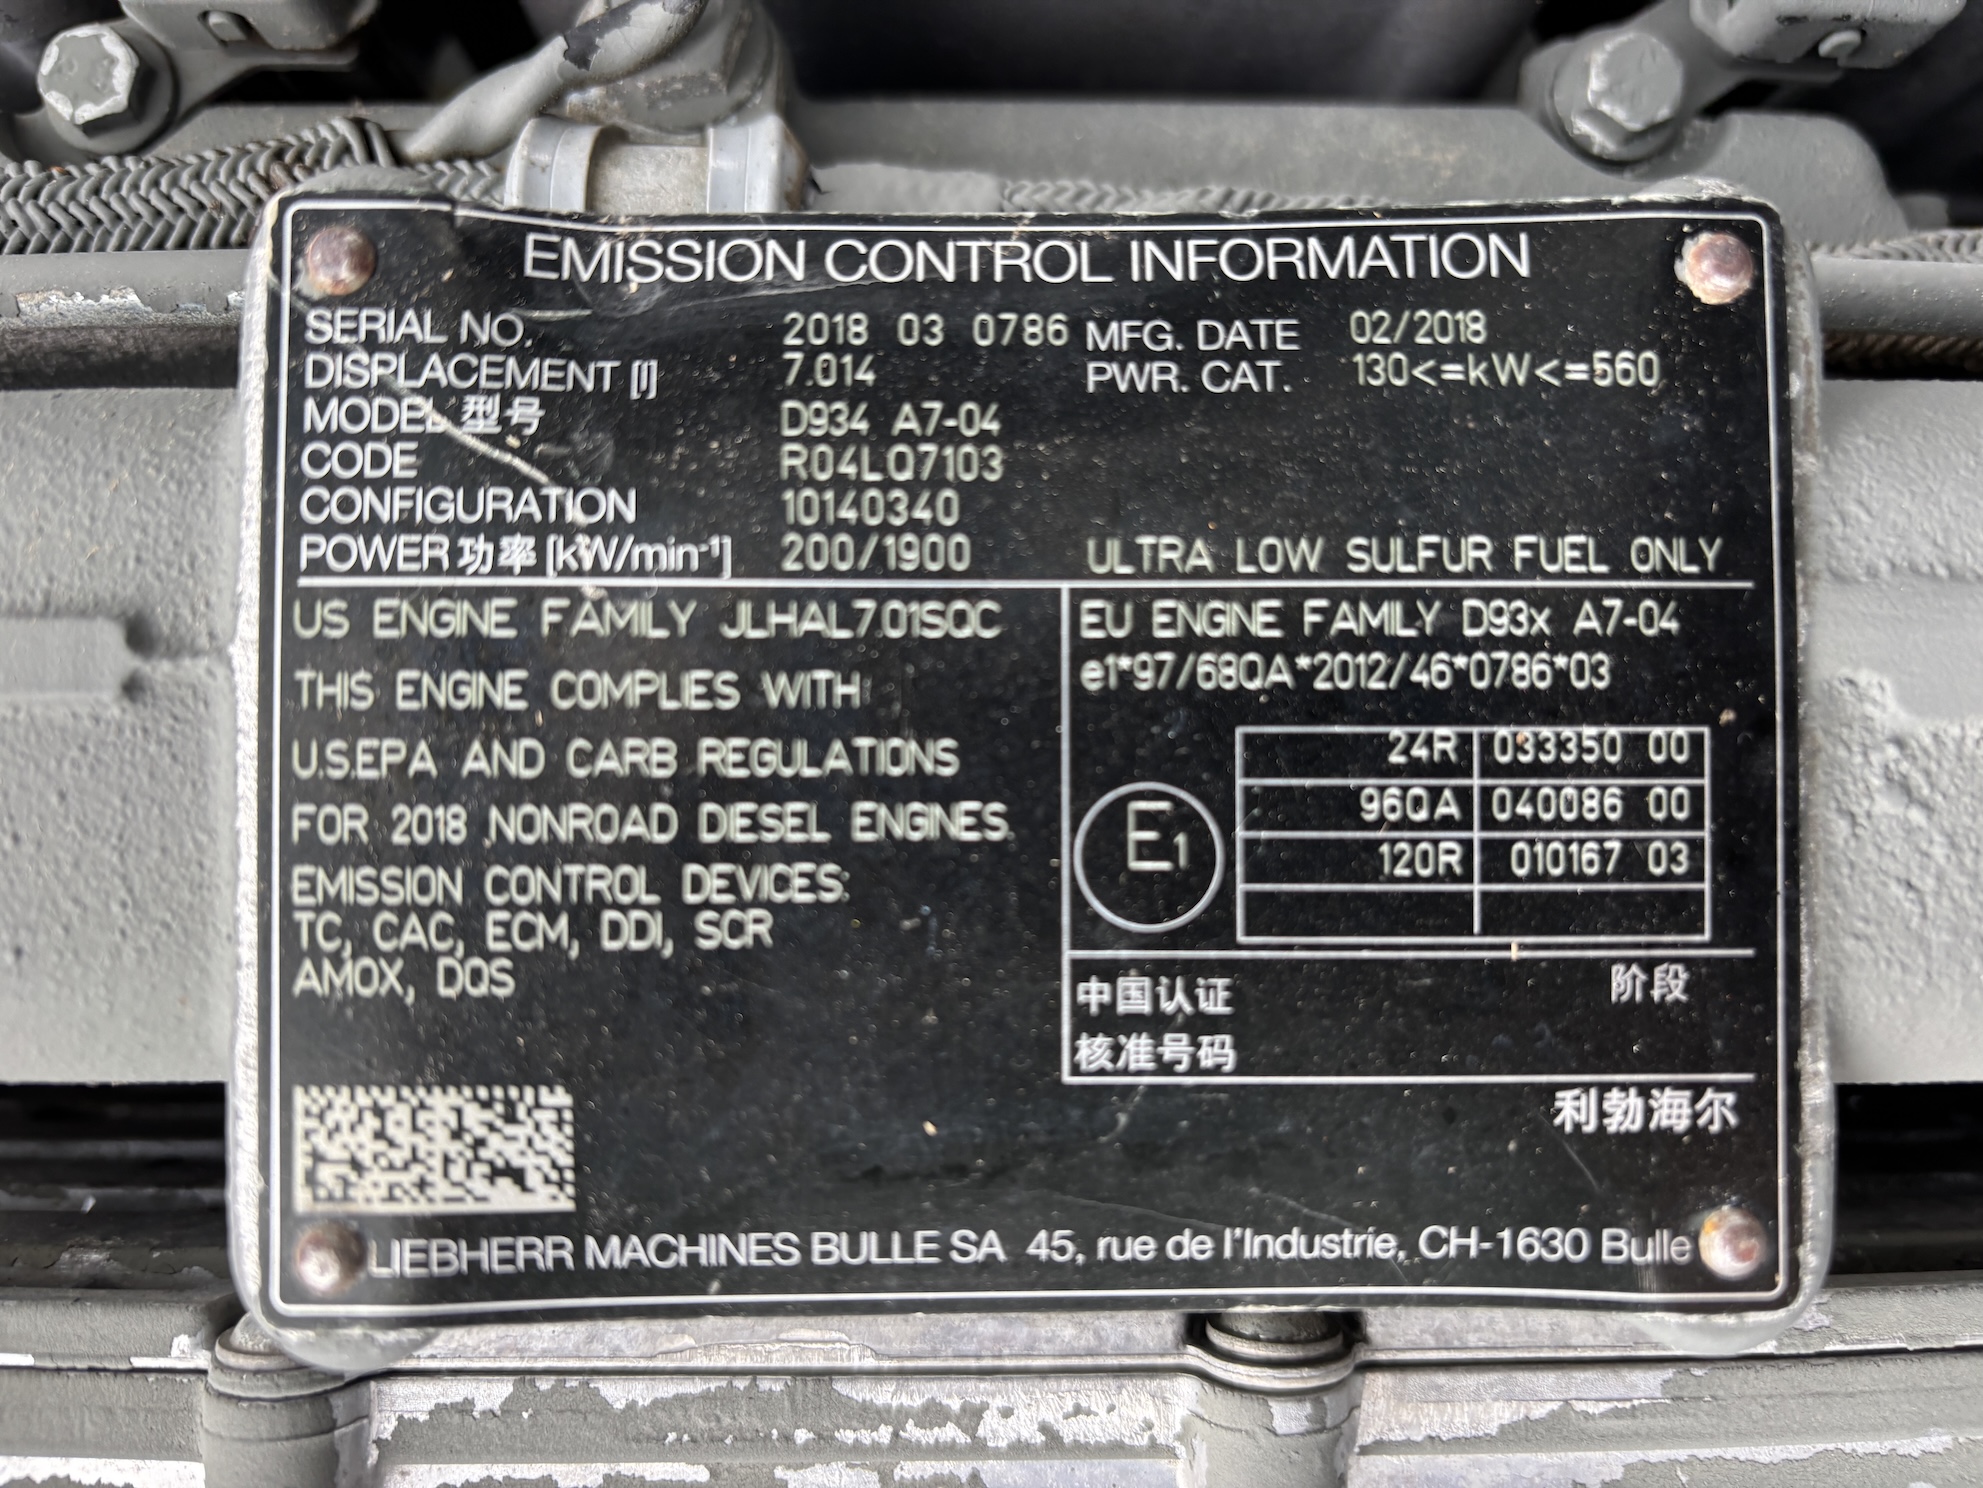 EMISSION CONTROL INFORMATION
SERIAL NO. 2018 03 0786 MFG. DATE 02/2018
DISPLACEMENT [l] 7.014 PWR. CAT. 130<=kW<=560
MODEL 型号 D934 A7-04
CODE R04LQ7103
CONFIGURATION 10140340
POWER 功率 [kW/min⁻¹] 200/1900 ULTRA LOW SULFUR FUEL ONLY
US ENGINE FAMILY JLHAL7.01SQC
THIS ENGINE COMPLIES WITH
U.S.EPA AND CARB REGULATIONS
FOR 2018 NONROAD DIESEL ENGINES.
EMISSION CONTROL DEVICES:
TC, CAC, ECM, DDI, SCR
AMOX, DQS
EU ENGINE FAMILY D93x A7-04
e1*97/68QA*2012/46*0786*03
E1
24R 033350 00
96QA 040086 00
120R 010167 03
中国认证 阶段
核准号码
利勃海尔
LIEBHERR MACHINES BULLE SA 45, rue de l'Industrie, CH-1630 Bulle